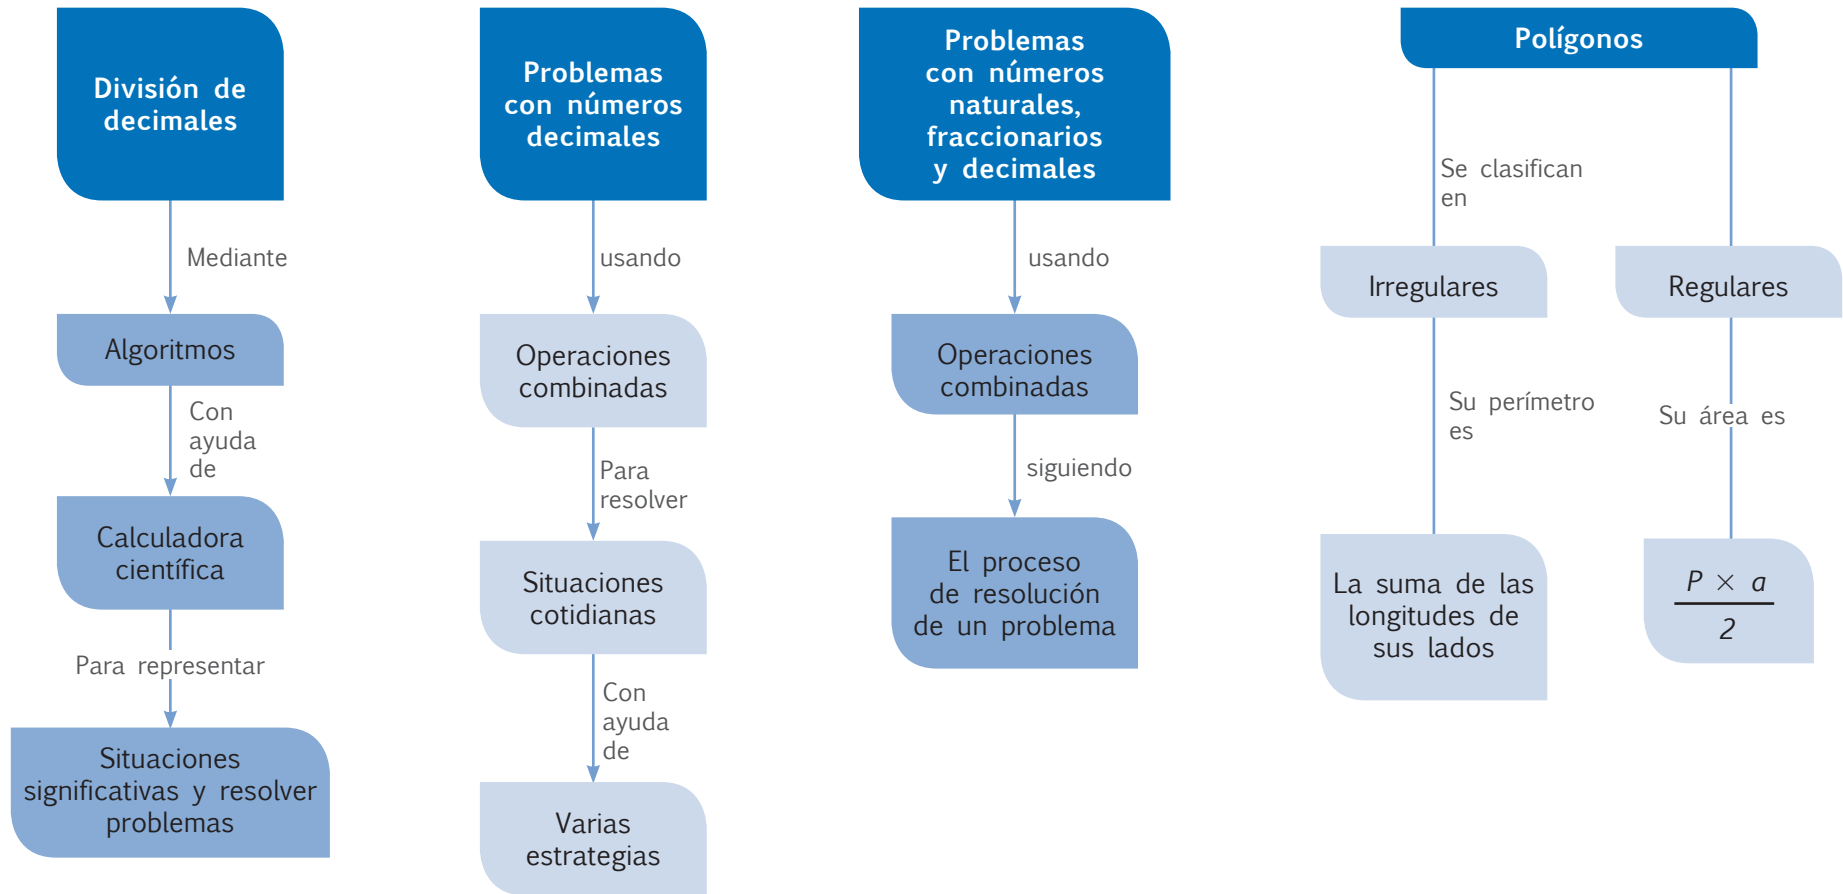 División de
decimales
Mediante
Algoritmos
Con
ayuda
de
Calculadora
científica
Para representar
Situaciones
significativas y resolver
problemas
Problemas
con números
decimales
usando
Operaciones
combinadas
Para
resolver
Situaciones
cotidianas
Con
ayuda
de
Varias
estrategias
Problemas
con números
naturales,
fraccionarios
y decimales
usando
Operaciones
combinadas
siguiendo
El proceso
de resolución
de un problema
Polígonos
Se clasifican
en
Irregulares
Su perímetro
es
La suma de las
longitudes de
sus lados
Regulares
Su área es
P × a
2